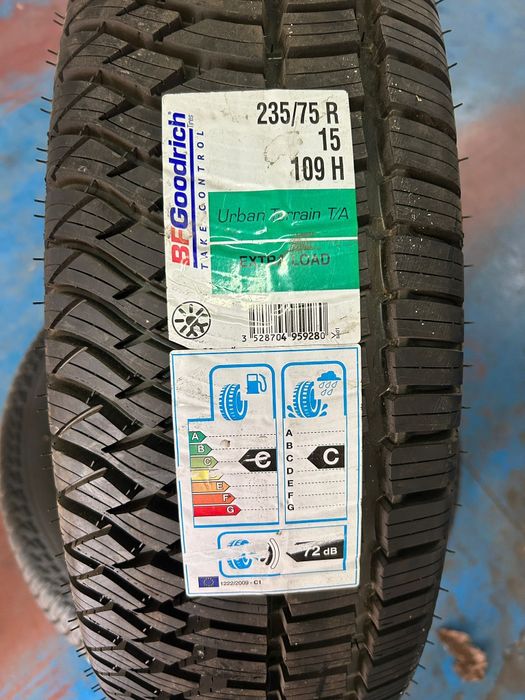 BFGoodrich
Tires
TAKE CONTROL
235/75 R
15
109 H
Urban Terrain T/A
EXTRA LOAD
3 528704 959280 >
A
B
C
E
F
G
e
A
B
C
D
E
F
G
C
72 dB
1222/2009 - C1